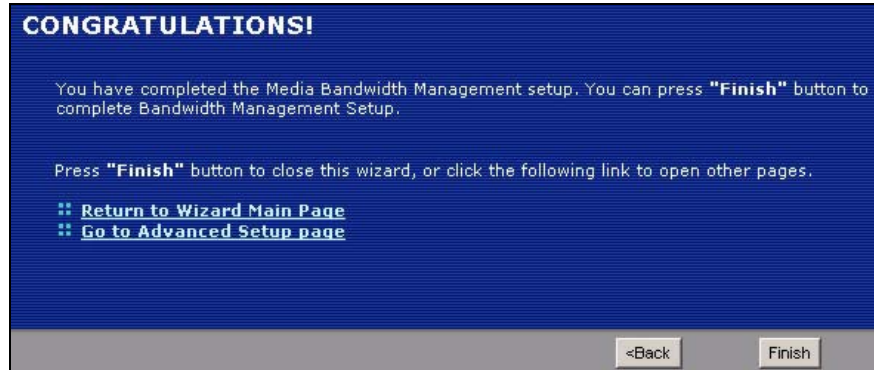 CONGRATULATIONS!
You have completed the Media Bandwidth Management setup. You can press "Finish" button to
complete Bandwidth Management Setup.
Press "Finish" button to close this wizard, or click the following link to open other pages.
Return to Wizard Main Page
Go to Advanced Setup page
<Back Finish